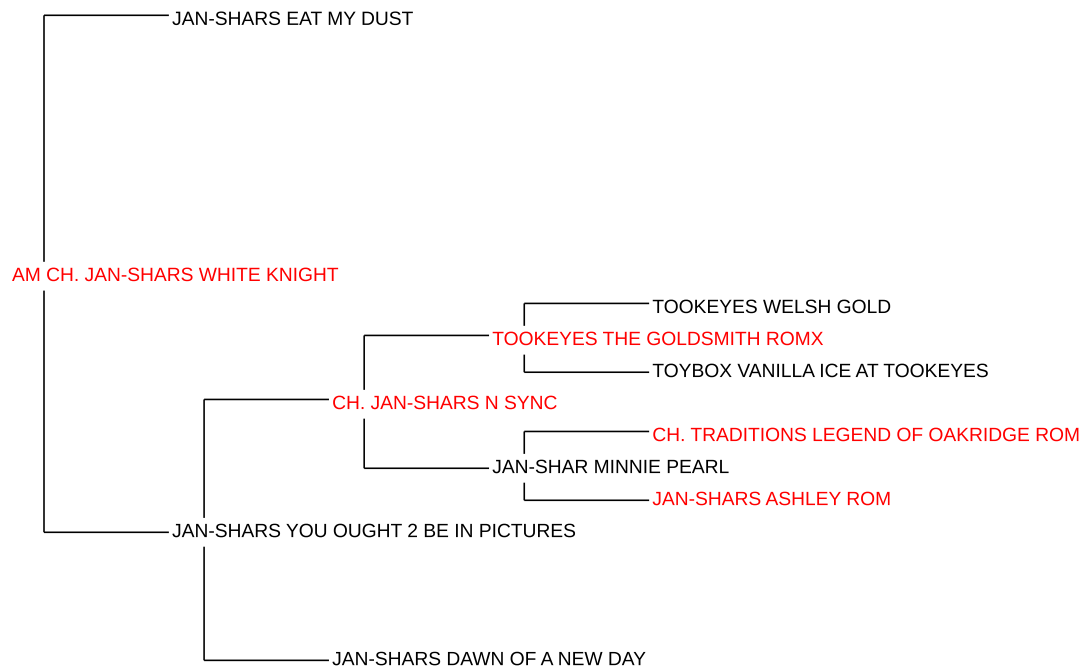 JAN-SHARS EAT MY DUST
AM CH. JAN-SHARS WHITE KNIGHT
TOOKEYES WELSH GOLD
TOOKEYES THE GOLDSMITH ROMX
TOYBOX VANILLA ICE AT TOOKEYES
CH. JAN-SHARS N SYNC
CH. TRADITIONS LEGEND OF OAKRIDGE ROM
JAN-SHAR MINNIE PEARL
JAN-SHARS ASHLEY ROM
JAN-SHARS YOU OUGHT 2 BE IN PICTURES
JAN-SHARS DAWN OF A NEW DAY